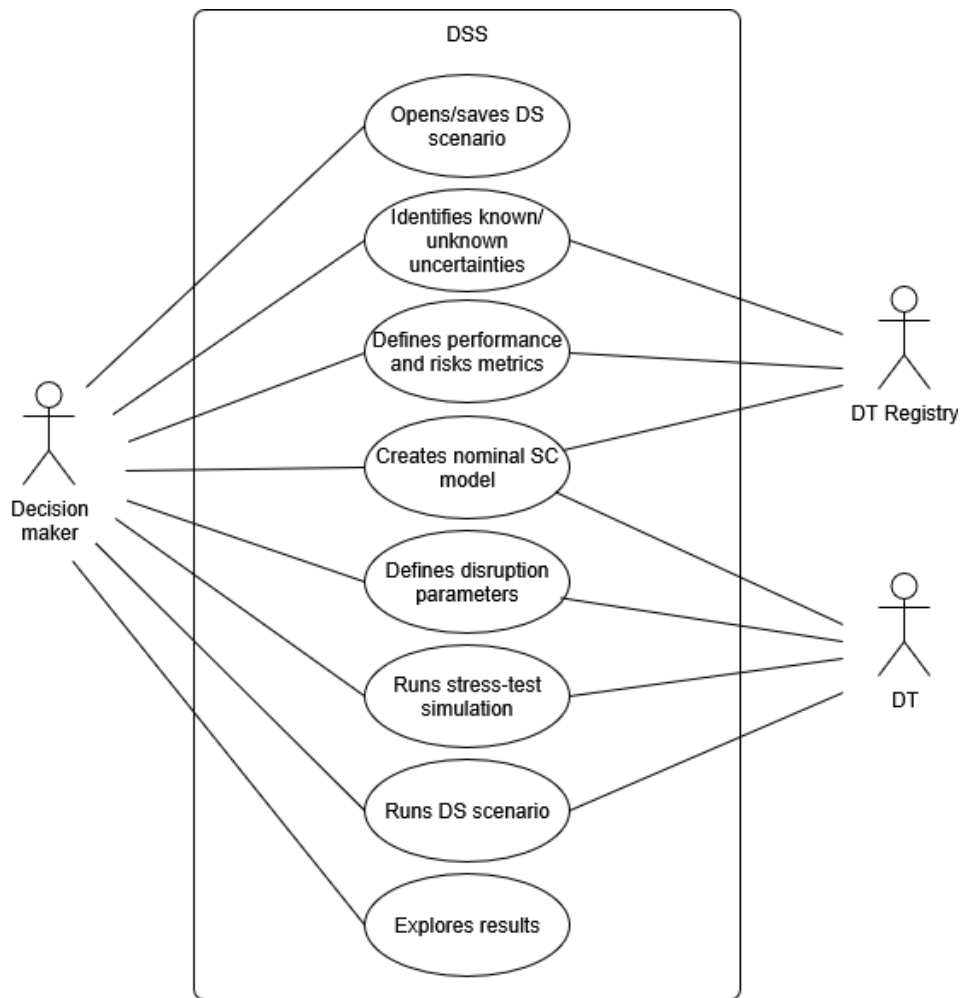 DSS
Opens/saves DS
scenario
Identifies known/
unknown
uncertainties
Defines performance
and risks metrics
Creates nominal SC
model
Defines disruption
parameters
Runs stress-test
simulation
Runs DS scenario
Explores results
Decision
maker
DT Registry
DT